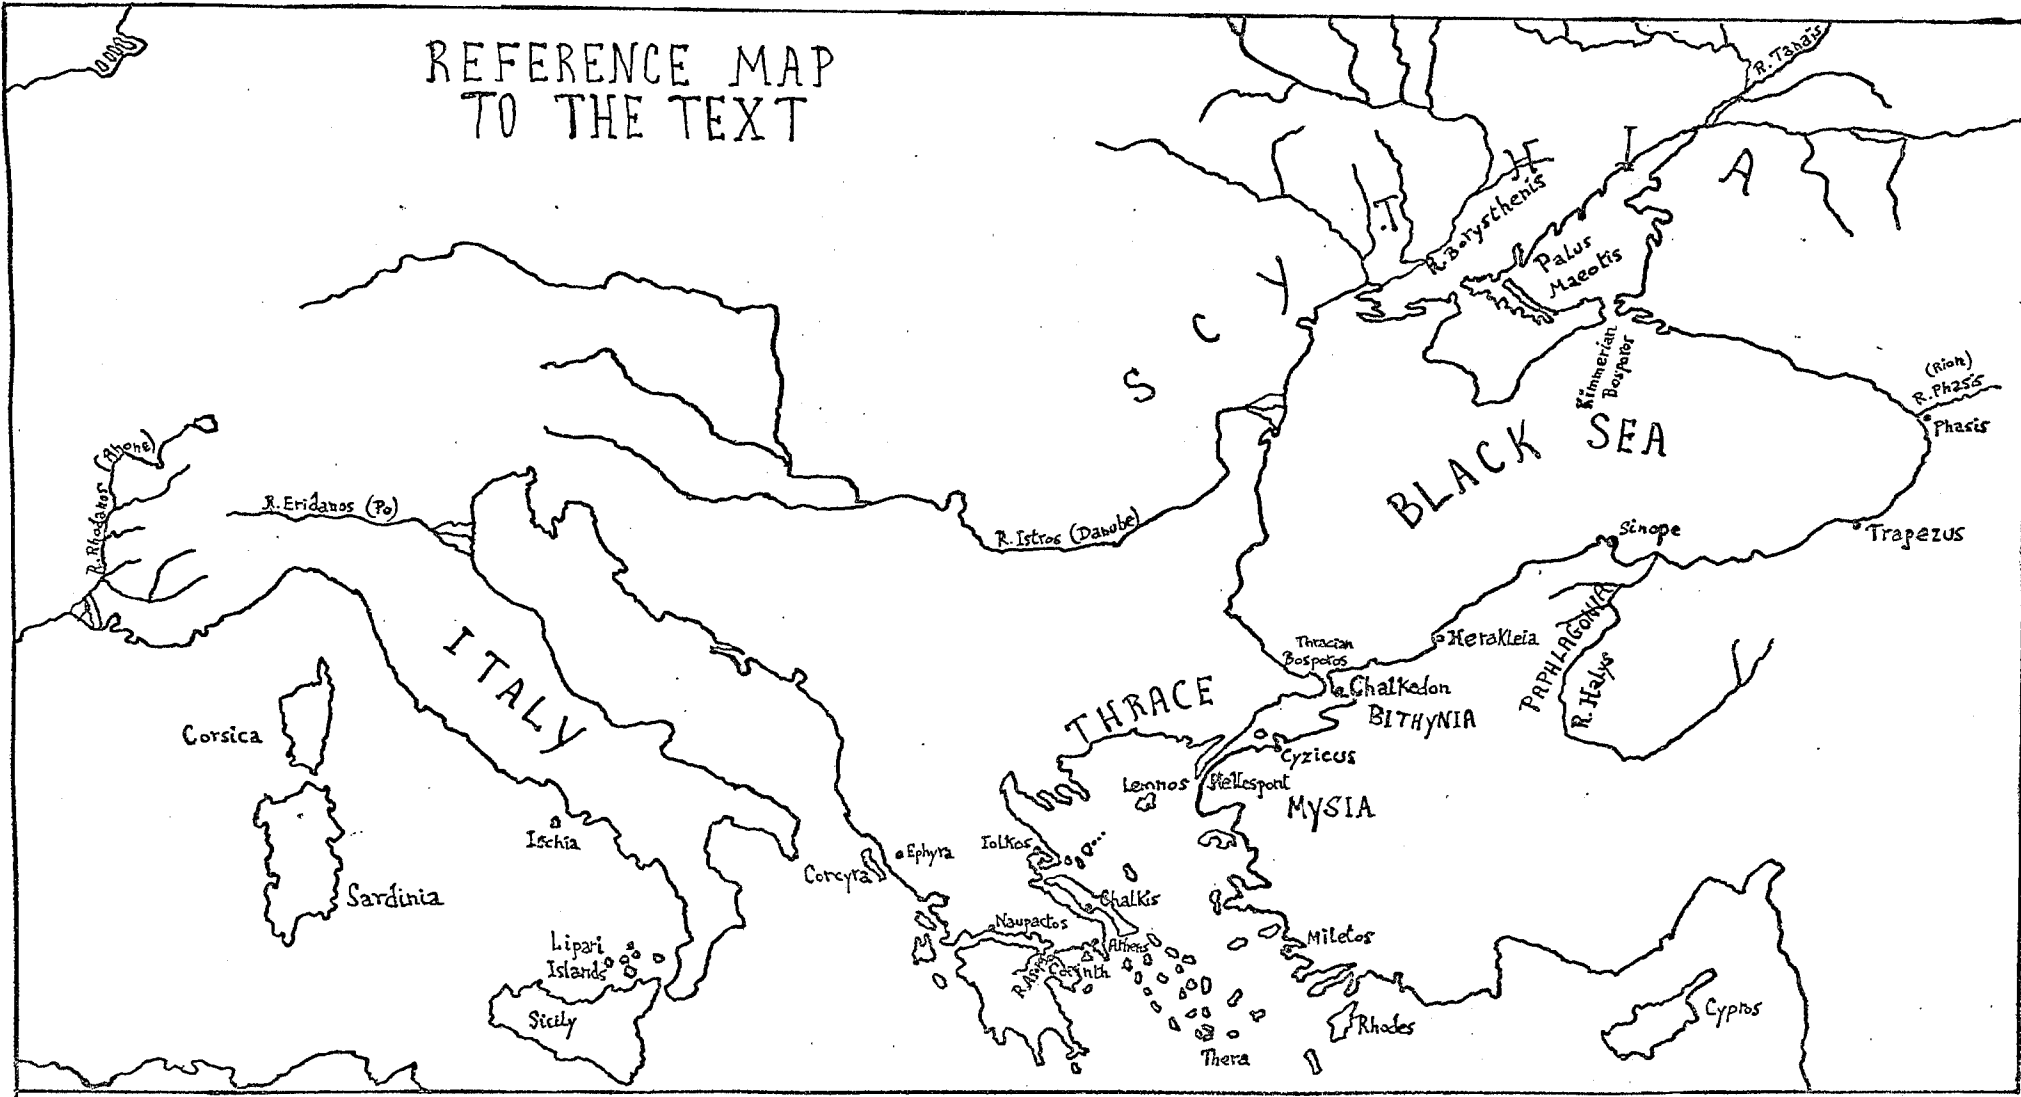 REFERENCE MAP
TO THE TEXT
R. Tanais
SCYTHIA
R. Borysthenis
Palus
Maeotis
Kimmerian
Bosporos
(Rion)
R. Phasis
Phasis
BLACK SEA
(Rhone)
R. Rhodanos
R. Eridanos (Po)
R. Istros (Danube)
Sinope
Trapezus
PAPHLAGONIA
R. Halys
Herakleia
Thracian
Bosporos
Chalkedon
BITHYNIA
THRACE
ITALY
Corsica
Cyzicus
Lemnos
Hellespont
MYSIA
Ischia
Iolkos
Ephyra
Corcyra
Sardinia
Chalkis
Naupactos
Athens
Miletos
Lipari
Islands
Corinth
Sicily
Cypros
Rhodes
Thera